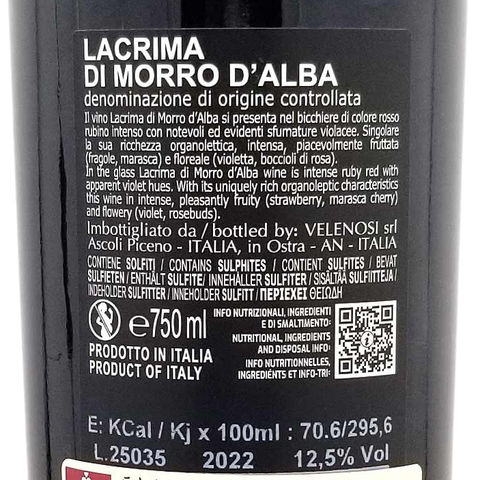 LACRIMA
DI MORRO D'ALBA
denominazione di origine controllata
Il vino Lacrima di Morro d'Alba si presenta nel bicchiere di colore rosso
rubino intenso con notevoli ed evidenti sfumature violacee. Singolare
la sua ricchezza organolettica, intensa, piacevolmente fruttata
(fragole, marasca) e floreale (violetta, boccioli di rosa).
In the glass Lacrima di Morro d'Alba wine is intense ruby red with
apparent violet hues. With its uniquely rich organoleptic characteristics
this wine in intense, pleasantly fruity (strawberry, marasca cherry)
and flowery (violet, rosebuds).
Imbottigliato da / bottled by: VELENOSI srl
Ascoli Piceno - ITALIA, in Ostra - AN - ITALIA
CONTIENE SOLFITI / CONTAINS SULPHITES / CONTIENT SULFITES / BEVAT
SULFIETEN / ENTHÄLT SULFITE/ INNEHÅLLER SULFITER / SISÄLTÄÄ SULFIITTEJA /
INDEHOLDER SULFITTER / INNEHOLDER SULFITT / ΠΕΡΙΕΧΕΙ ΘΕΙΩΔΗ
℮750 ml
PRODOTTO IN ITALIA
PRODUCT OF ITALY
INFO NUTRIZIONALI, INGREDIENTI
E DI SMALTIMENTO.
NUTRITIONAL, INGREDIENTS
AND DISPOSAL INFO
INFO NUTRITIONNELLES,
INGRÉDIENTS ET INFO-TRI:
E: KCal / Kj x 100ml : 70.6/295,6
L.25035 2022 12,5% Vol